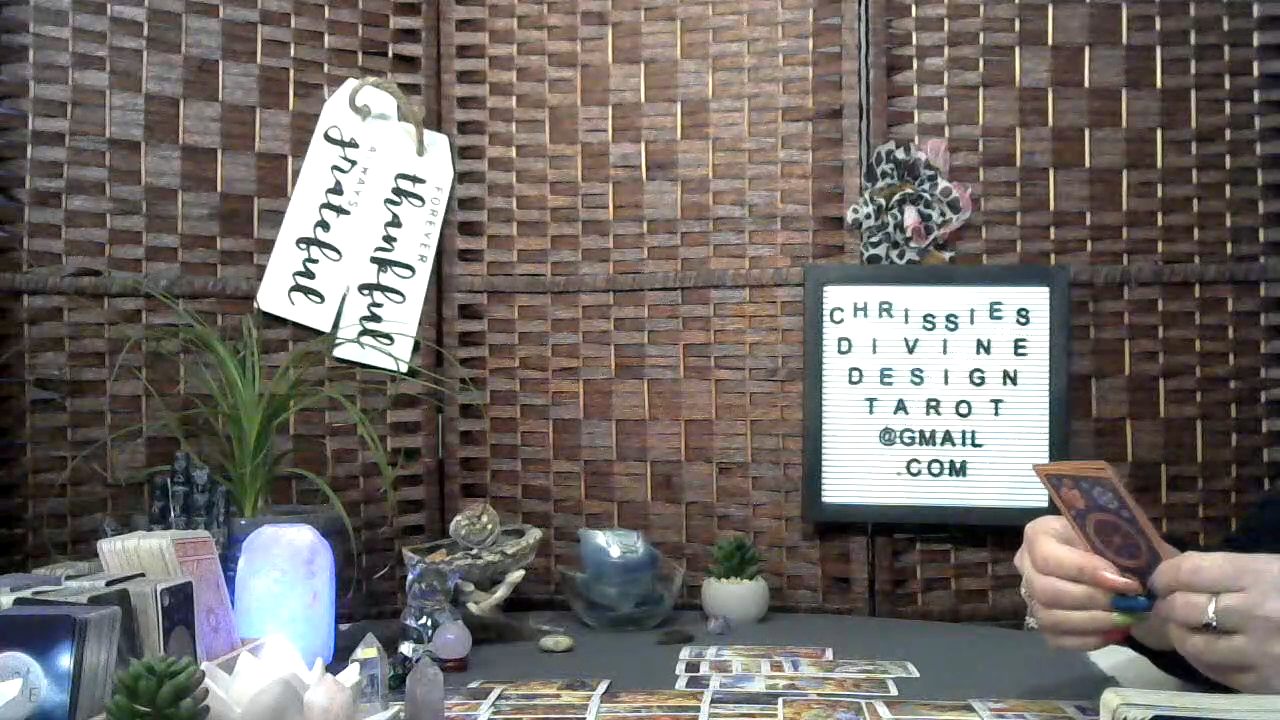 FOREVER
thankful
ALWAYS
grateful
CHRISSIES
DIVINE
DESIGN
TAROT
@GMAIL
.COM